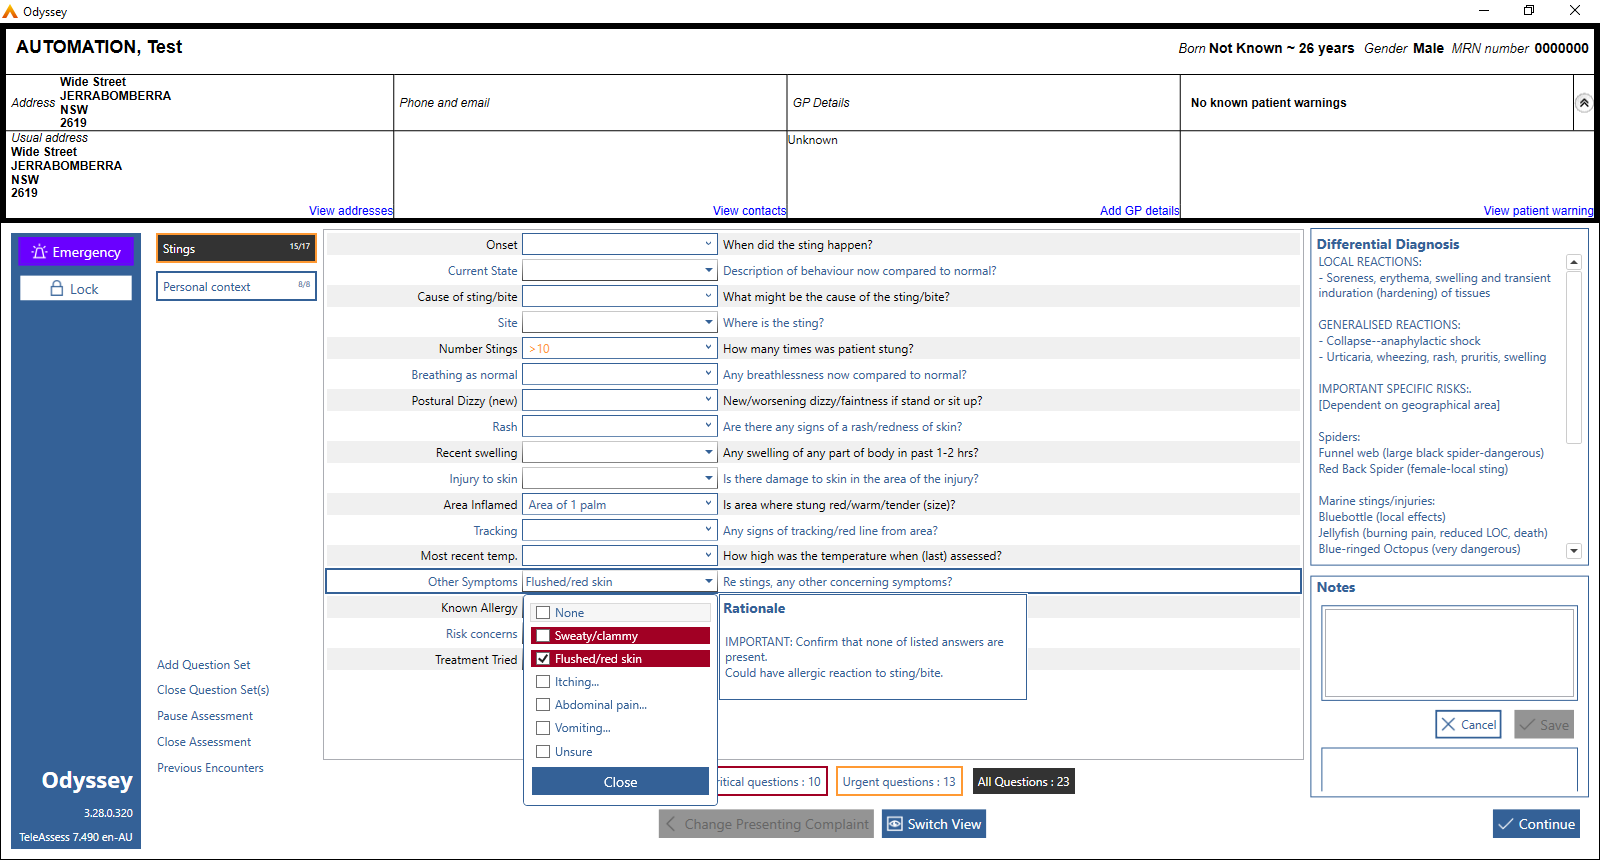 Odyssey
AUTOMATION, Test
Born Not Known ~ 26 years Gender Male MRN number 0000000
Address
Wide Street
JERRABOMBERRA
NSW
2619
Phone and email
GP Details
No known patient warnings
Usual address
Wide Street
JERRABOMBERRA
NSW
2619
View addresses
View contacts
Unknown
Add GP details
View patient warning
Emergency
Lock
Stings 15/17
Personal context 8/8
Onset When did the sting happen?
Current State Description of behaviour now compared to normal?
Cause of sting/bite What might be the cause of the sting/bite?
Site Where is the sting?
Number Stings >10 How many times was patient stung?
Breathing as normal Any breathlessness now compared to normal?
Postural Dizzy (new) New/worsening dizzy/faintness if stand or sit up?
Rash Are there any signs of a rash/redness of skin?
Recent swelling Any swelling of any part of body in past 1-2 hrs?
Injury to skin Is there damage to skin in the area of the injury?
Area Inflamed Area of 1 palm Is area where stung red/warm/tender (size)?
Tracking Any signs of tracking/red line from area?
Most recent temp. How high was the temperature when (last) assessed?
Other Symptoms Flushed/red skin Re stings, any other concerning symptoms?
Known Allergy
Risk concerns
Treatment Tried
None
Sweaty/clammy
Flushed/red skin
Itching...
Abdominal pain...
Vomiting...
Unsure
Close
Rationale
IMPORTANT: Confirm that none of listed answers are
present.
Could have allergic reaction to sting/bite.
Differential Diagnosis
LOCAL REACTIONS:
- Soreness, erythema, swelling and transient
induration (hardening) of tissues
GENERALISED REACTIONS:
- Collapse--anaphylactic shock
- Urticaria, wheezing, rash, pruritis, swelling
IMPORTANT SPECIFIC RISKS:.
[Dependent on geographical area]
Spiders:
Funnel web (large black spider-dangerous)
Red Back Spider (female-local sting)
Marine stings/injuries:
Bluebottle (local effects)
Jellyfish (burning pain, reduced LOC, death)
Blue-ringed Octopus (very dangerous)
Notes
Cancel
Save
Add Question Set
Close Question Set(s)
Pause Assessment
Close Assessment
Previous Encounters
Odyssey
3.28.0.320
TeleAssess 7.490 en-AU
ritical questions : 10
Urgent questions : 13
All Questions : 23
Change Presenting Complaint
Switch View
Continue